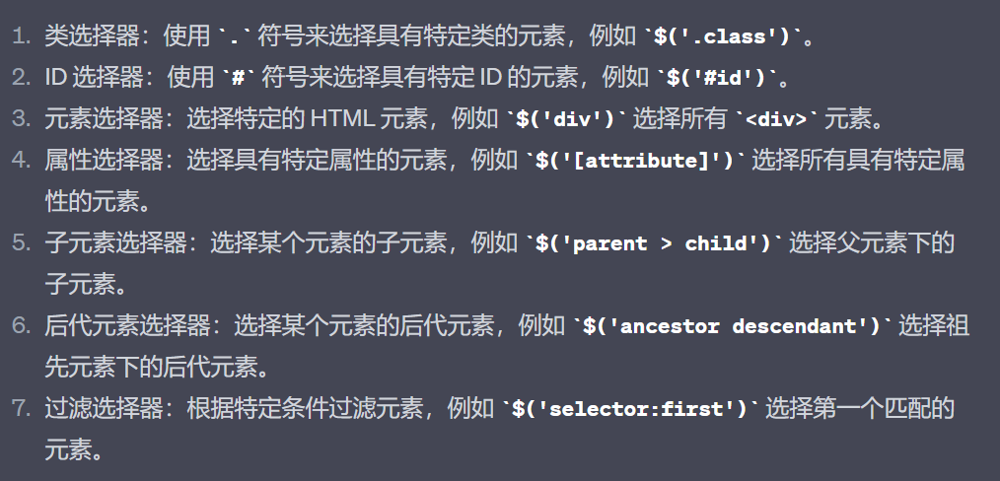 1. 类选择器：使用 `.` 符号来选择具有特定类的元素，例如 `$('.class')`。
2. ID 选择器：使用 `#` 符号来选择具有特定 ID 的元素，例如 `$('#id')`。
3. 元素选择器：选择特定的 HTML 元素，例如 `$('div')` 选择所有 `<div>` 元素。
4. 属性选择器：选择具有特定属性的元素，例如 `$('[attribute]')` 选择所有具有特定属
性的元素。
5. 子元素选择器：选择某个元素的子元素，例如 `$('parent > child')` 选择父元素下的
子元素。
6. 后代元素选择器：选择某个元素的后代元素，例如 `$('ancestor descendant')` 选择祖
先元素下的后代元素。
7. 过滤选择器：根据特定条件过滤元素，例如 `$('selector:first')` 选择第一个匹配的
元素。